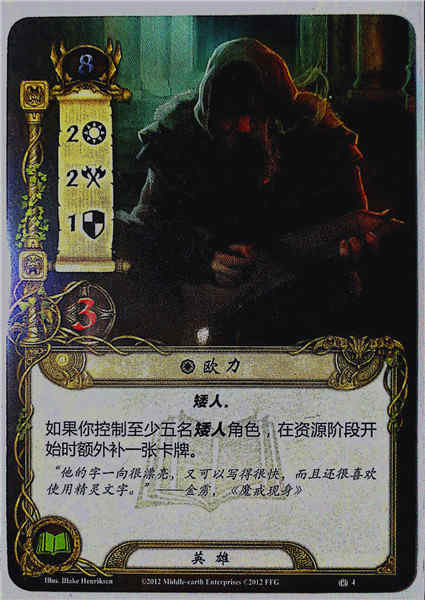 8
2
2
1
3
欧力
矮人.
如果你控制至少五名矮人角色，在资源阶段开
始时额外补一张卡牌。
“他的字一向很漂亮，又可以写得很快，而且还很喜欢
使用精灵文字。”——金雳，《魔戒现身》
英雄
Illus. Blake Henriksen ©2012 Middle-earth Enterprises ©2012 FFG 4